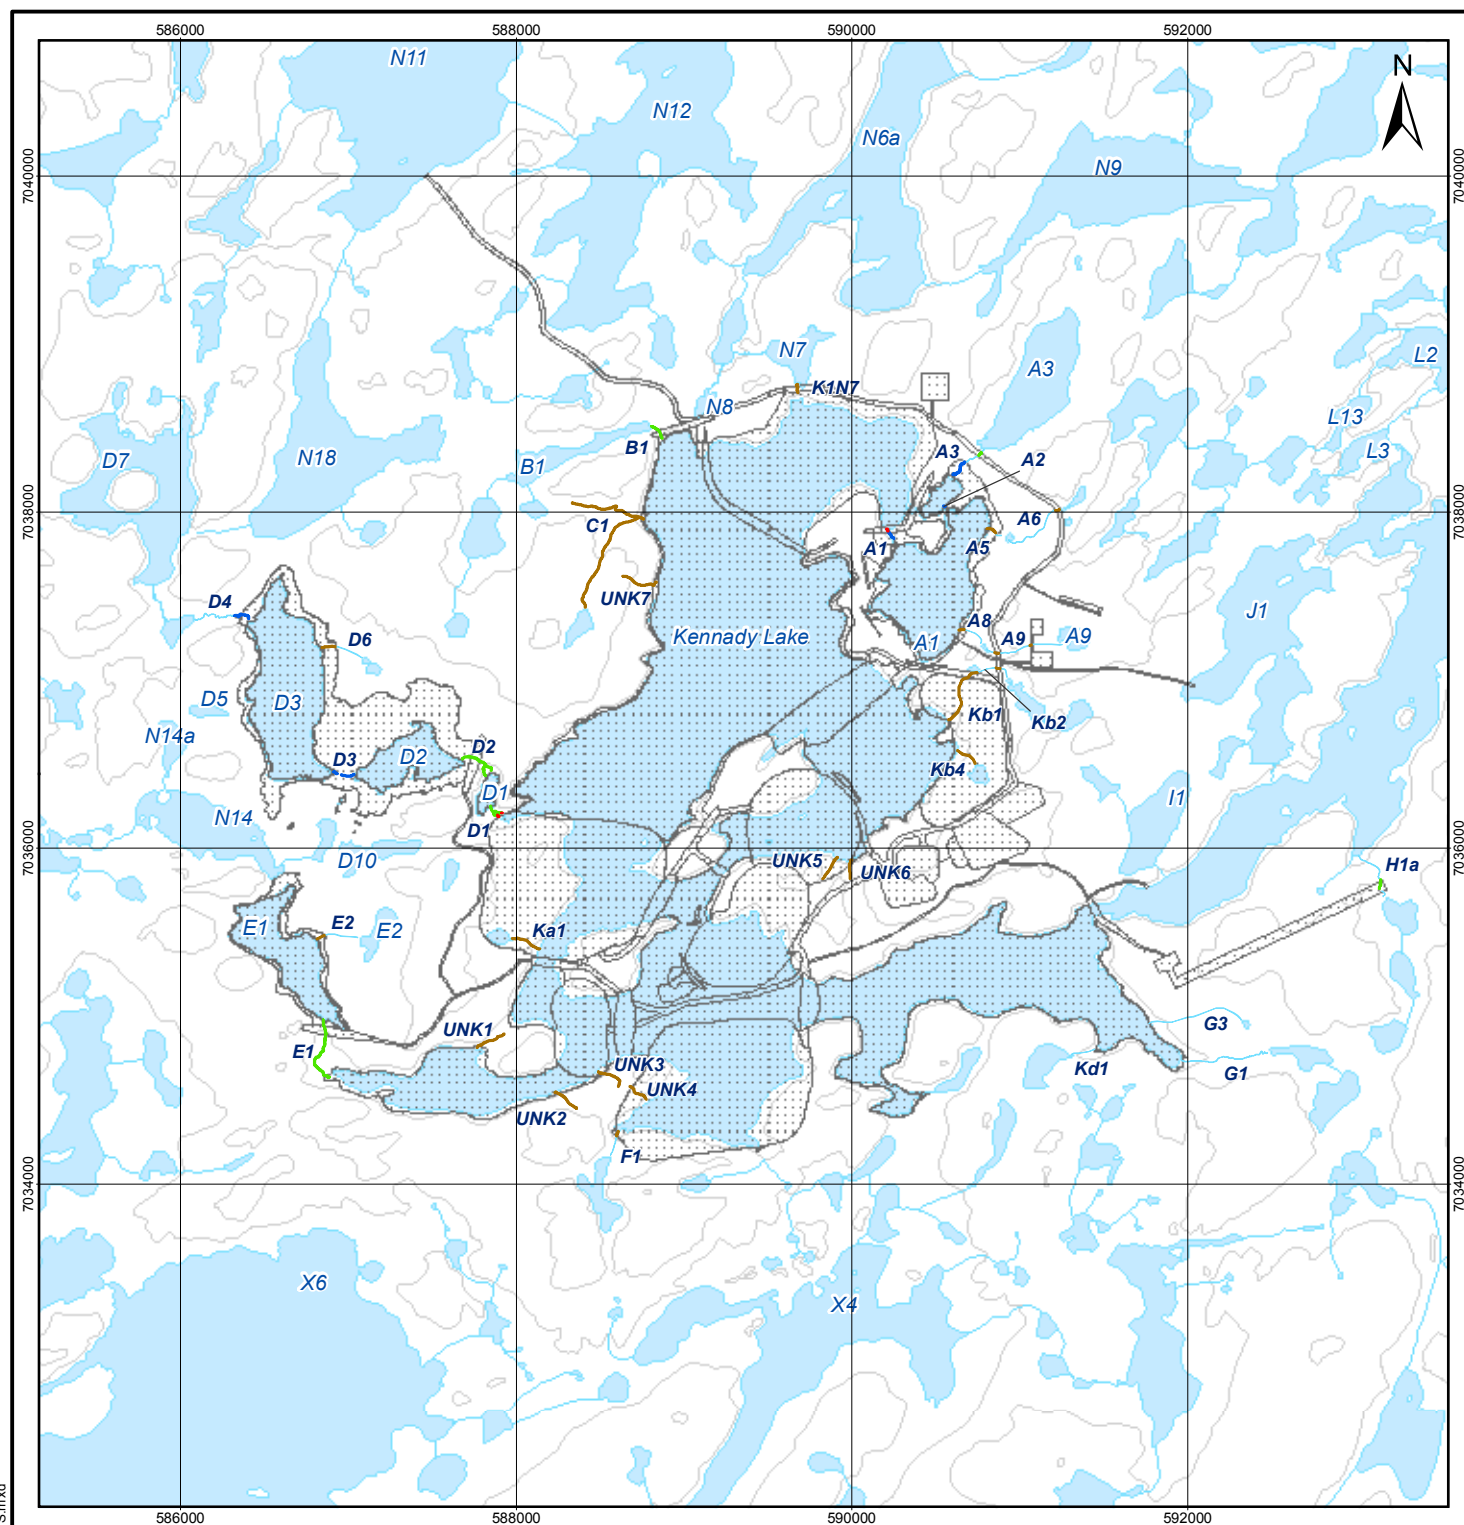 586000 588000 590000 592000
N11
N
N12
N6a
N9
7040000 7040000
N7
A3
L2
K1N7
N8
L13
B1
A3
A2
L3
D7
N18
B1
7038000 7038000
C1
A6
A1
A5
UNK7
D4
J1
D6
Kennady Lake
A8
A1
A9
A9
D5
D3
Kb1
Kb2
N14a
D2
D3
D2
Kb4
D1
I1
N14
D1
7036000 7036000
D10
UNK5
UNK6
H1a
E1
E2
E2
Ka1
G3
UNK1
E1
UNK3
Kd1
G1
UNK4
UNK2
F1
7034000 7034000
X6
X4
s.mxd
586000 588000 590000 592000